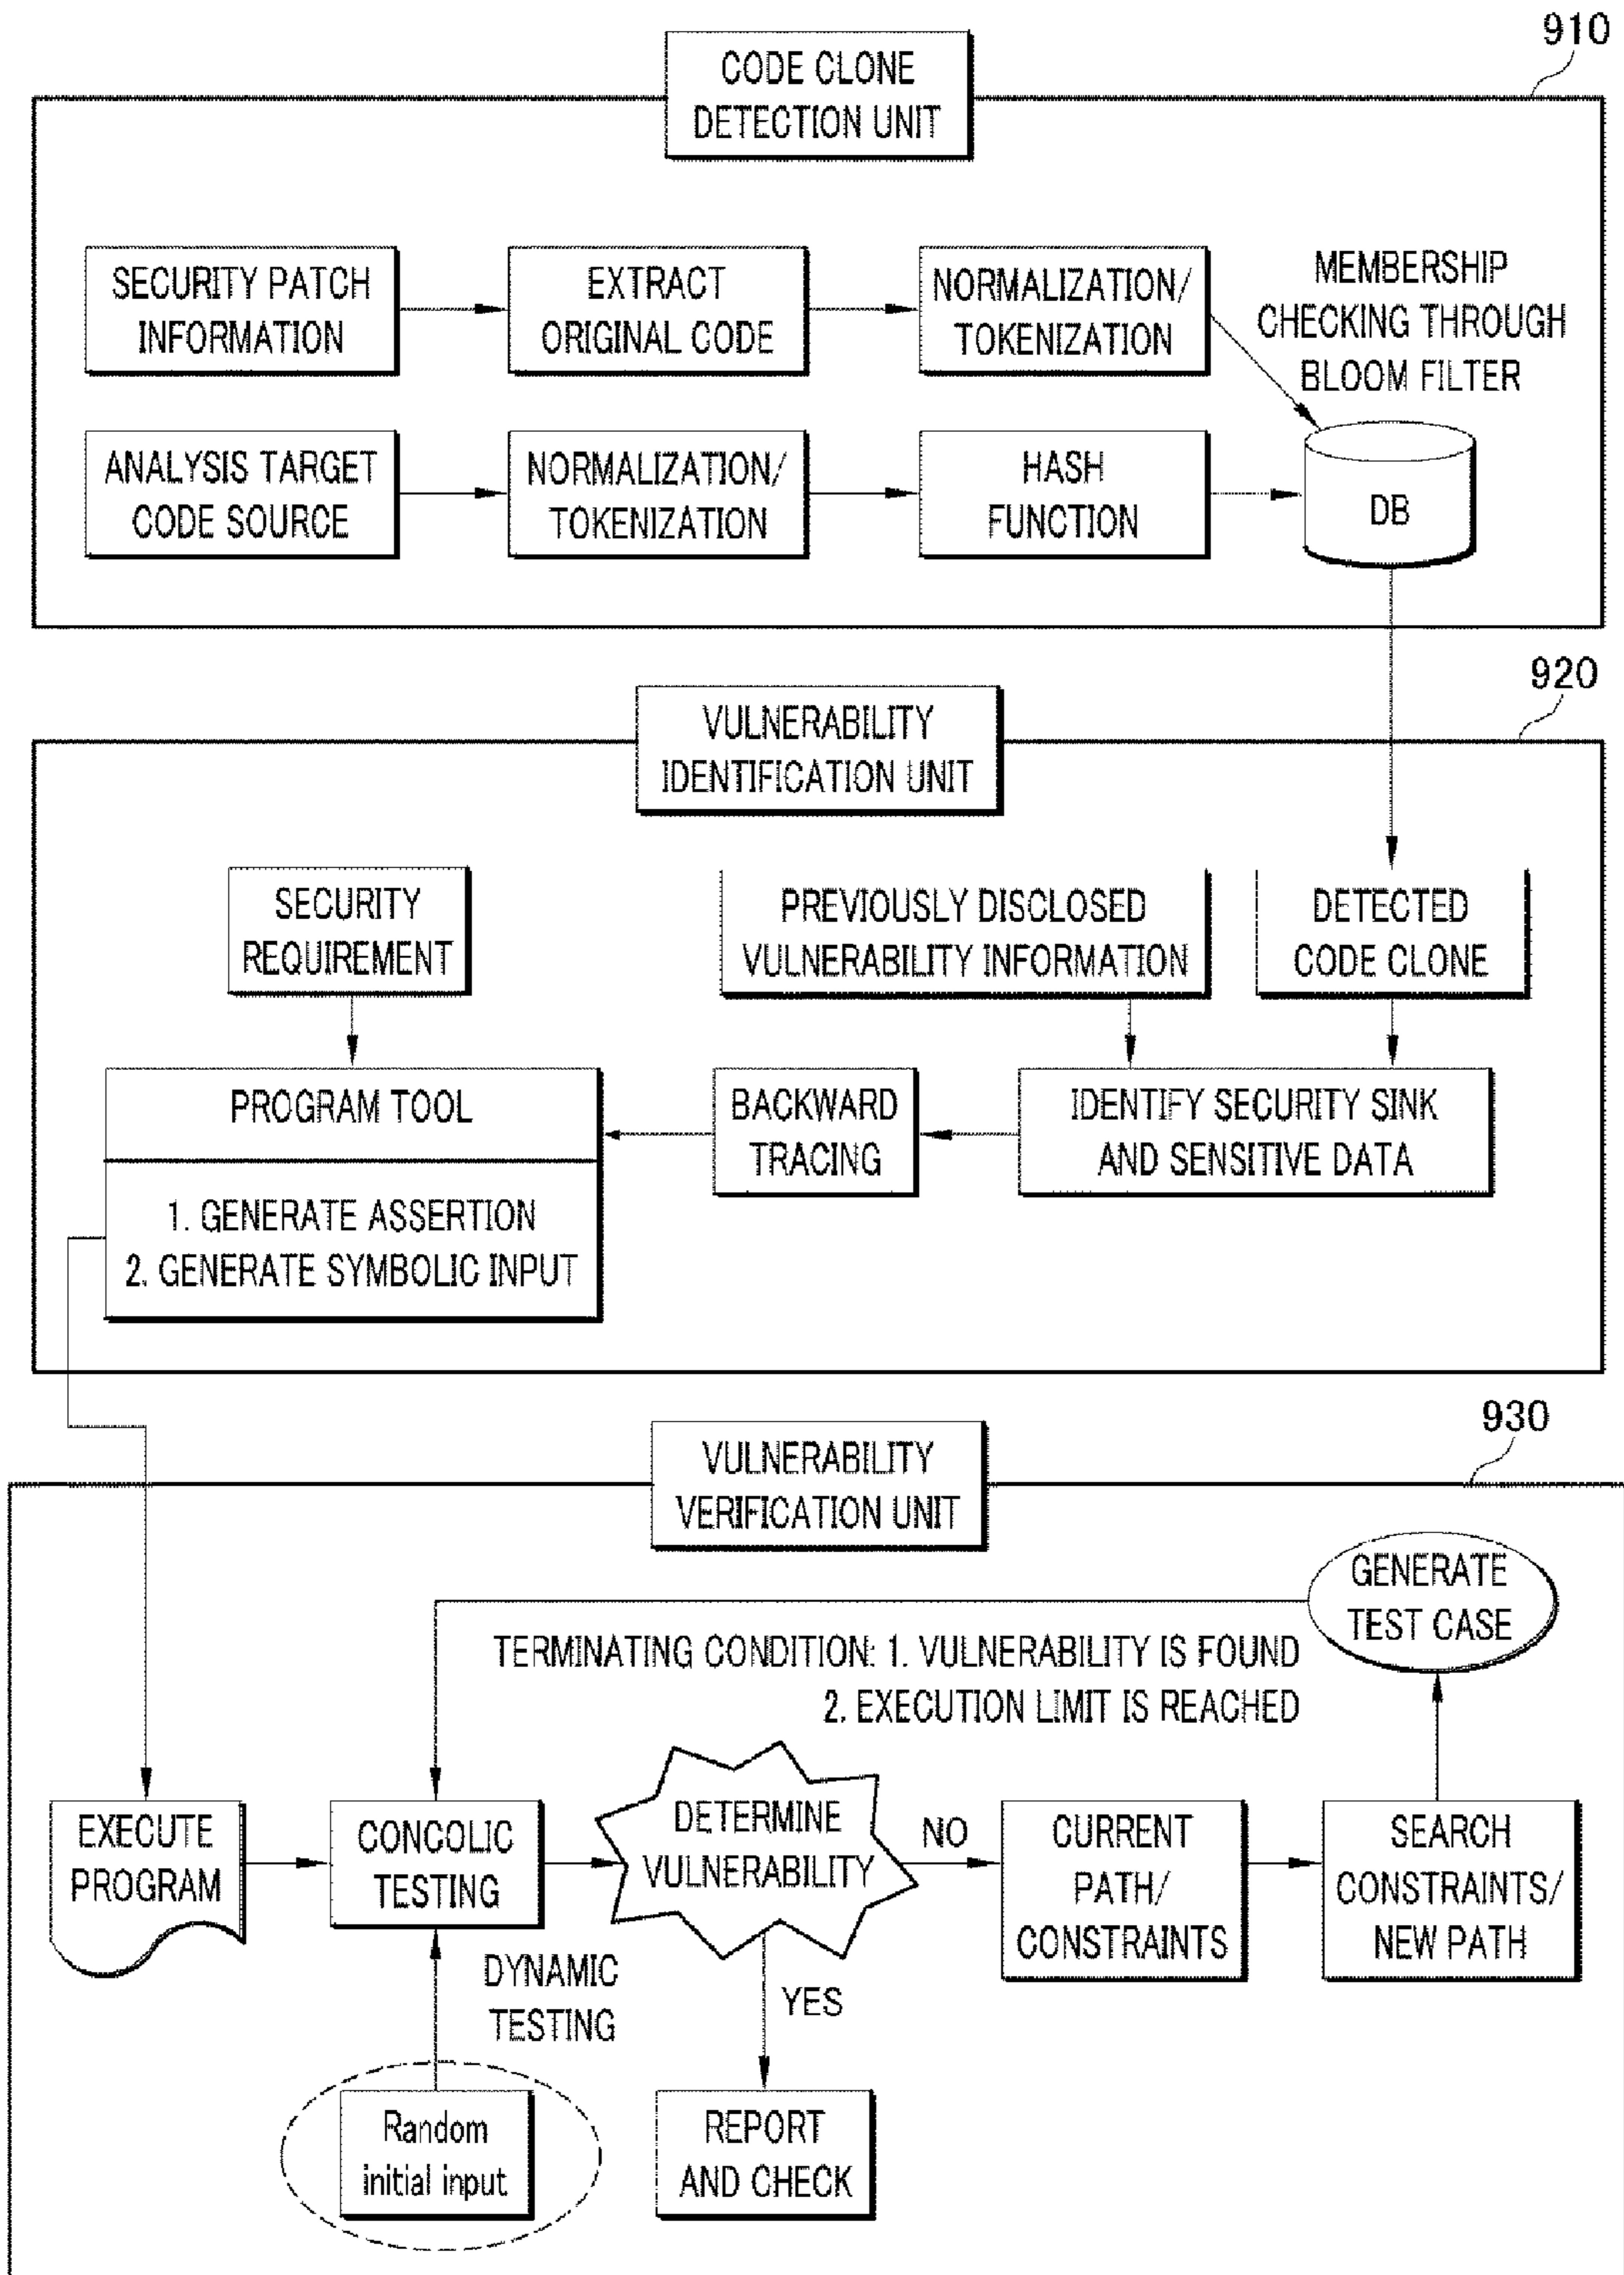 910
CODE CLONE
DETECTION UNIT
SECURITY PATCH
INFORMATION
EXTRACT
ORIGINAL CODE
NORMALIZATION/
TOKENIZATION
MEMBERSHIP
CHECKING THROUGH
BLOOM FILTER
ANALYSIS TARGET
CODE SOURCE
NORMALIZATION/
TOKENIZATION
HASH
FUNCTION
DB
920
VULNERABILITY
IDENTIFICATION UNIT
SECURITY
REQUIREMENT
PREVIOUSLY DISCLOSED
VULNERABILITY INFORMATION
DETECTED
CODE CLONE
PROGRAM TOOL
BACKWARD
TRACING
IDENTIFY SECURITY SINK
AND SENSITIVE DATA
1. GENERATE ASSERTION
2. GENERATE SYMBOLIC INPUT
930
VULNERABILITY
VERIFICATION UNIT
GENERATE
TEST CASE
TERMINATING CONDITION: 1. VULNERABILITY IS FOUND
2. EXECUTION LIMIT IS REACHED
EXECUTE
PROGRAM
CONCOLIC
TESTING
DETERMINE
VULNERABILITY
NO
CURRENT
PATH/
CONSTRAINTS
SEARCH
CONSTRAINTS/
NEW PATH
DYNAMIC
TESTING
YES
Random
initial input
REPORT
AND CHECK